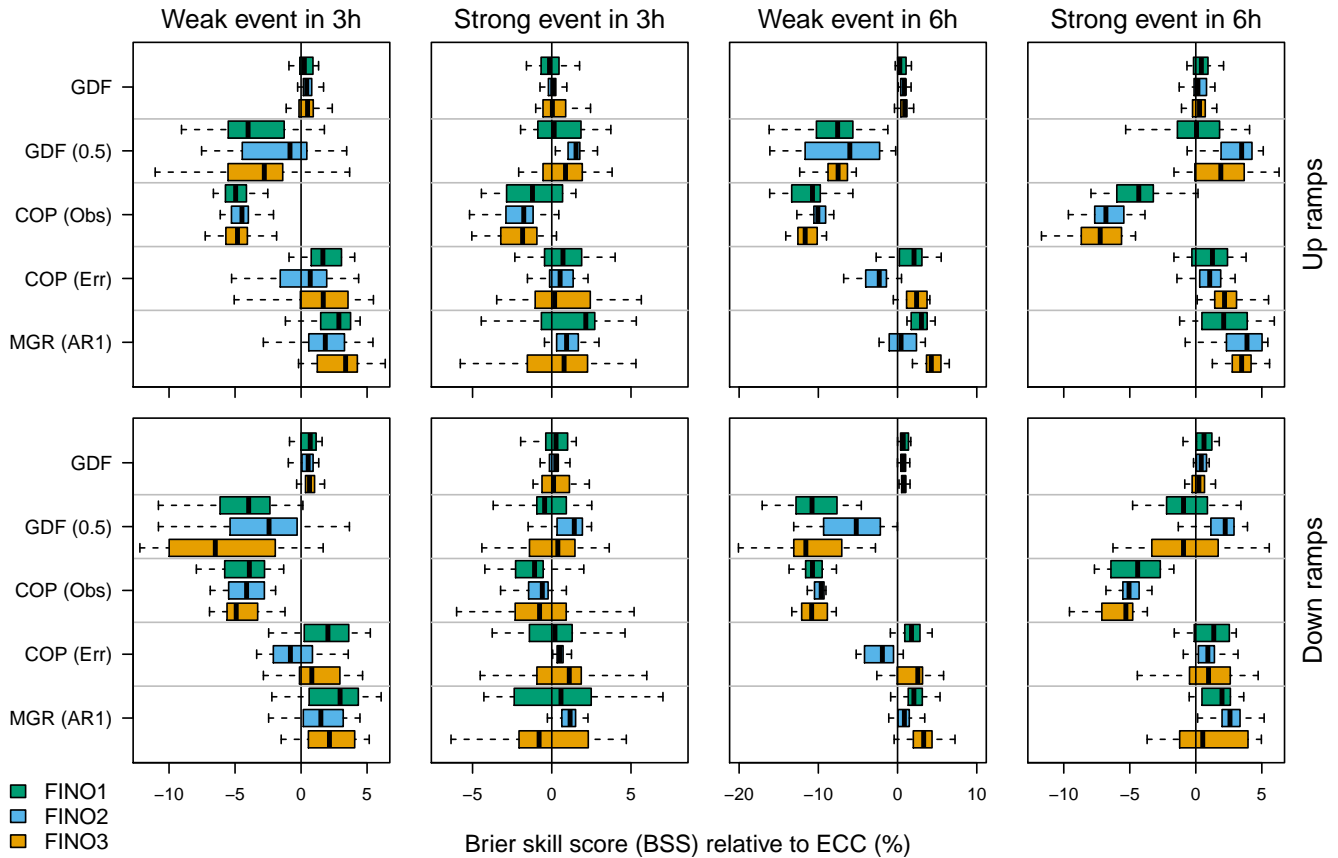 Weak event in 3h
Strong event in 3h
Weak event in 6h
Strong event in 6h
GDF
GDF (0.5)
COP (Obs)
COP (Err)
MGR (AR1)
Up ramps
GDF
GDF (0.5)
COP (Obs)
COP (Err)
MGR (AR1)
Down ramps
−10 −5 0 5
−10 −5 0 5
−20 −10 0 10
−10 −5 0 5
FINO1
FINO2
FINO3
Brier skill score (BSS) relative to ECC (%)